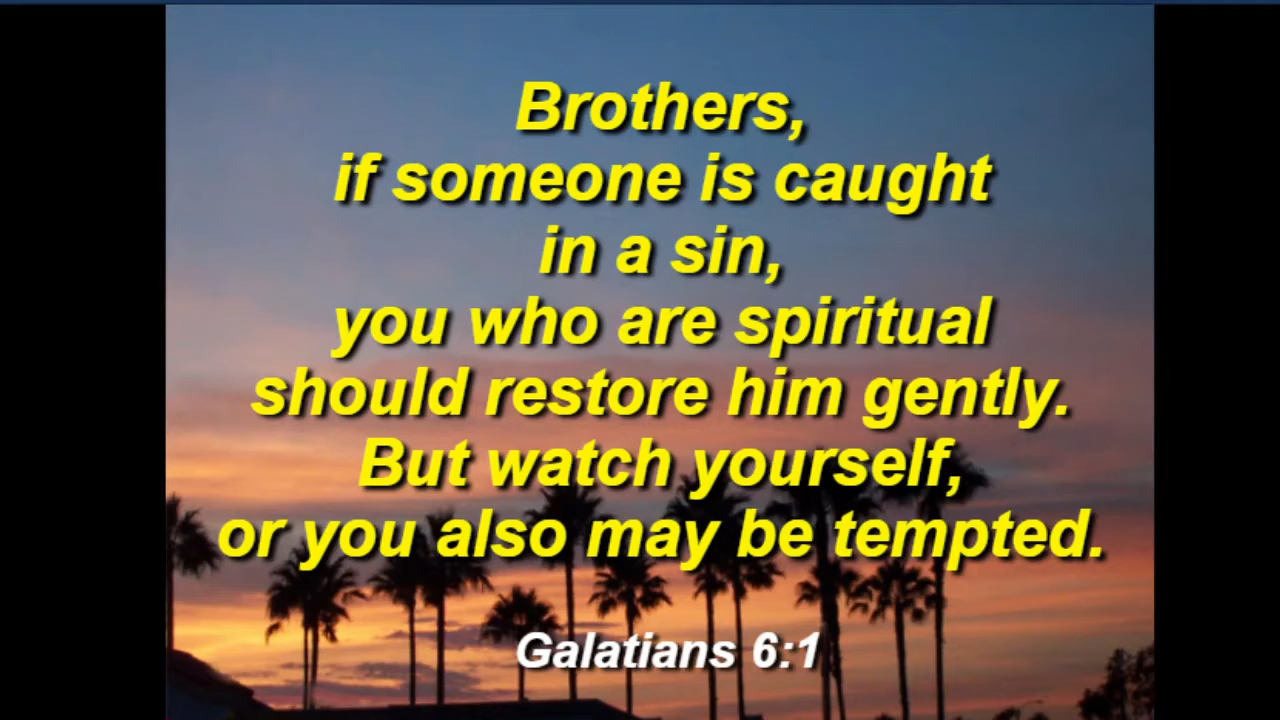 Brothers,
if someone is caught
in a sin,
you who are spiritual
should restore him gently.
But watch yourself,
or you also may be tempted.
Galatians 6:1